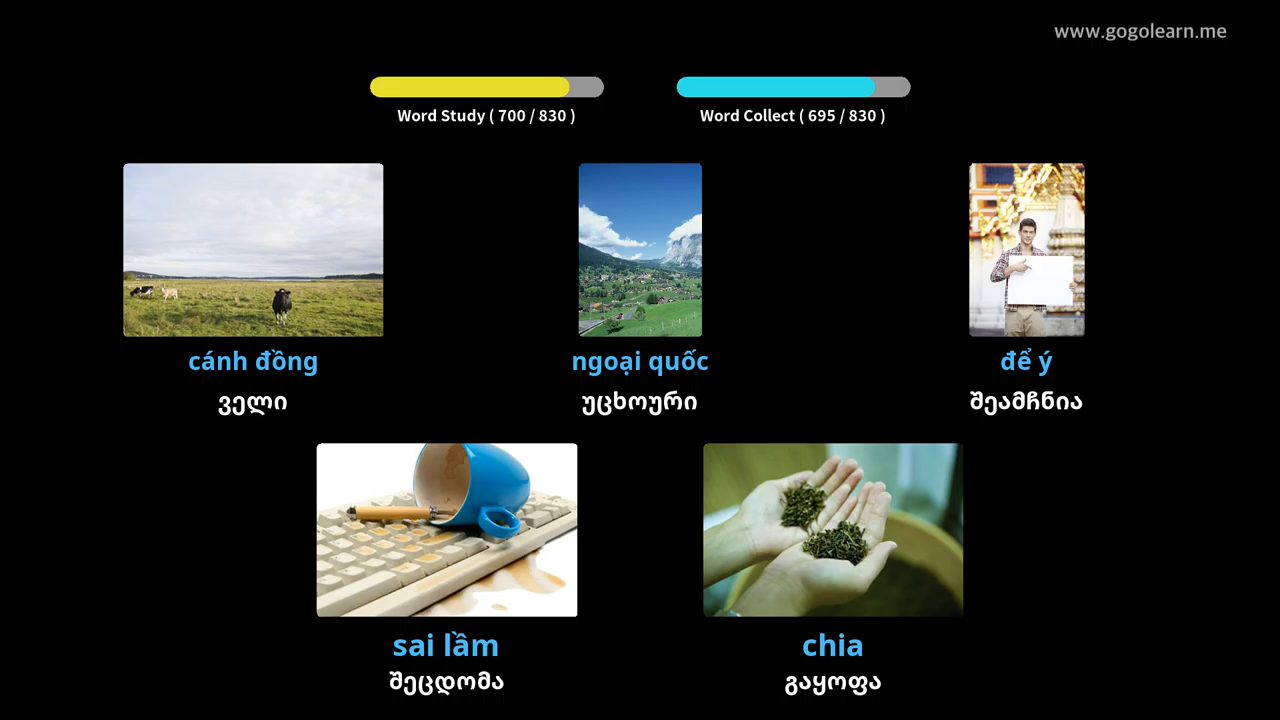 www.gogolearn.me
Word Study ( 700 / 830 )
Word Collect ( 695 / 830 )
cánh đồng
ველი
ngoại quốc
უცხოური
để ý
შეამჩნია
sai lầm
შეცდომა
chia
გაყოფა